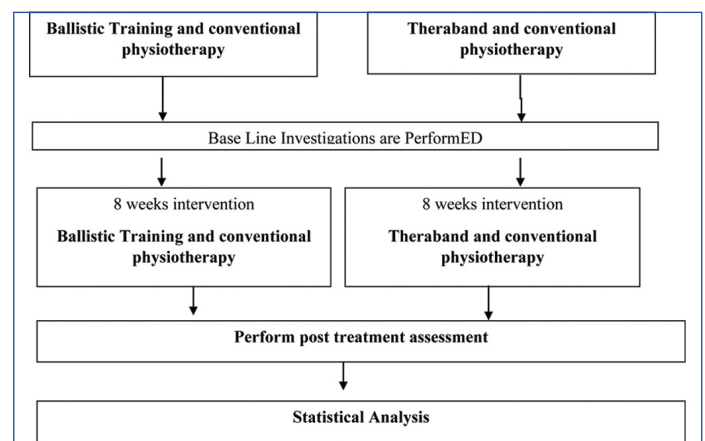 Ballistic Training and conventional
physiotherapy
Theraband and conventional
physiotherapy
Base Line Investigations are PerformED
8 weeks intervention
Ballistic Training and conventional
physiotherapy
8 weeks intervention
Theraband and conventional
physiotherapy
Perform post treatment assessment
Statistical Analysis